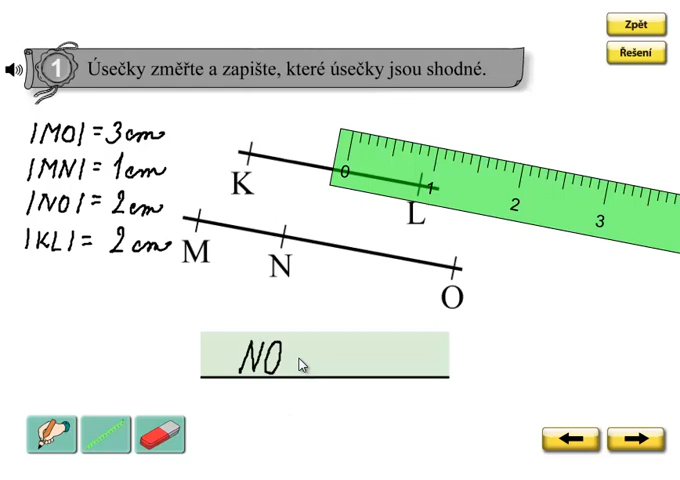 Zpět
Řešení
1 Úsečky změřte a zapište, které úsečky jsou shodné.
|MO| = 3cm
|MN| = 1cm
|NO| = 2cm
|KL| = 2cm
K
L
0 1 2 3
M
N
O
NO